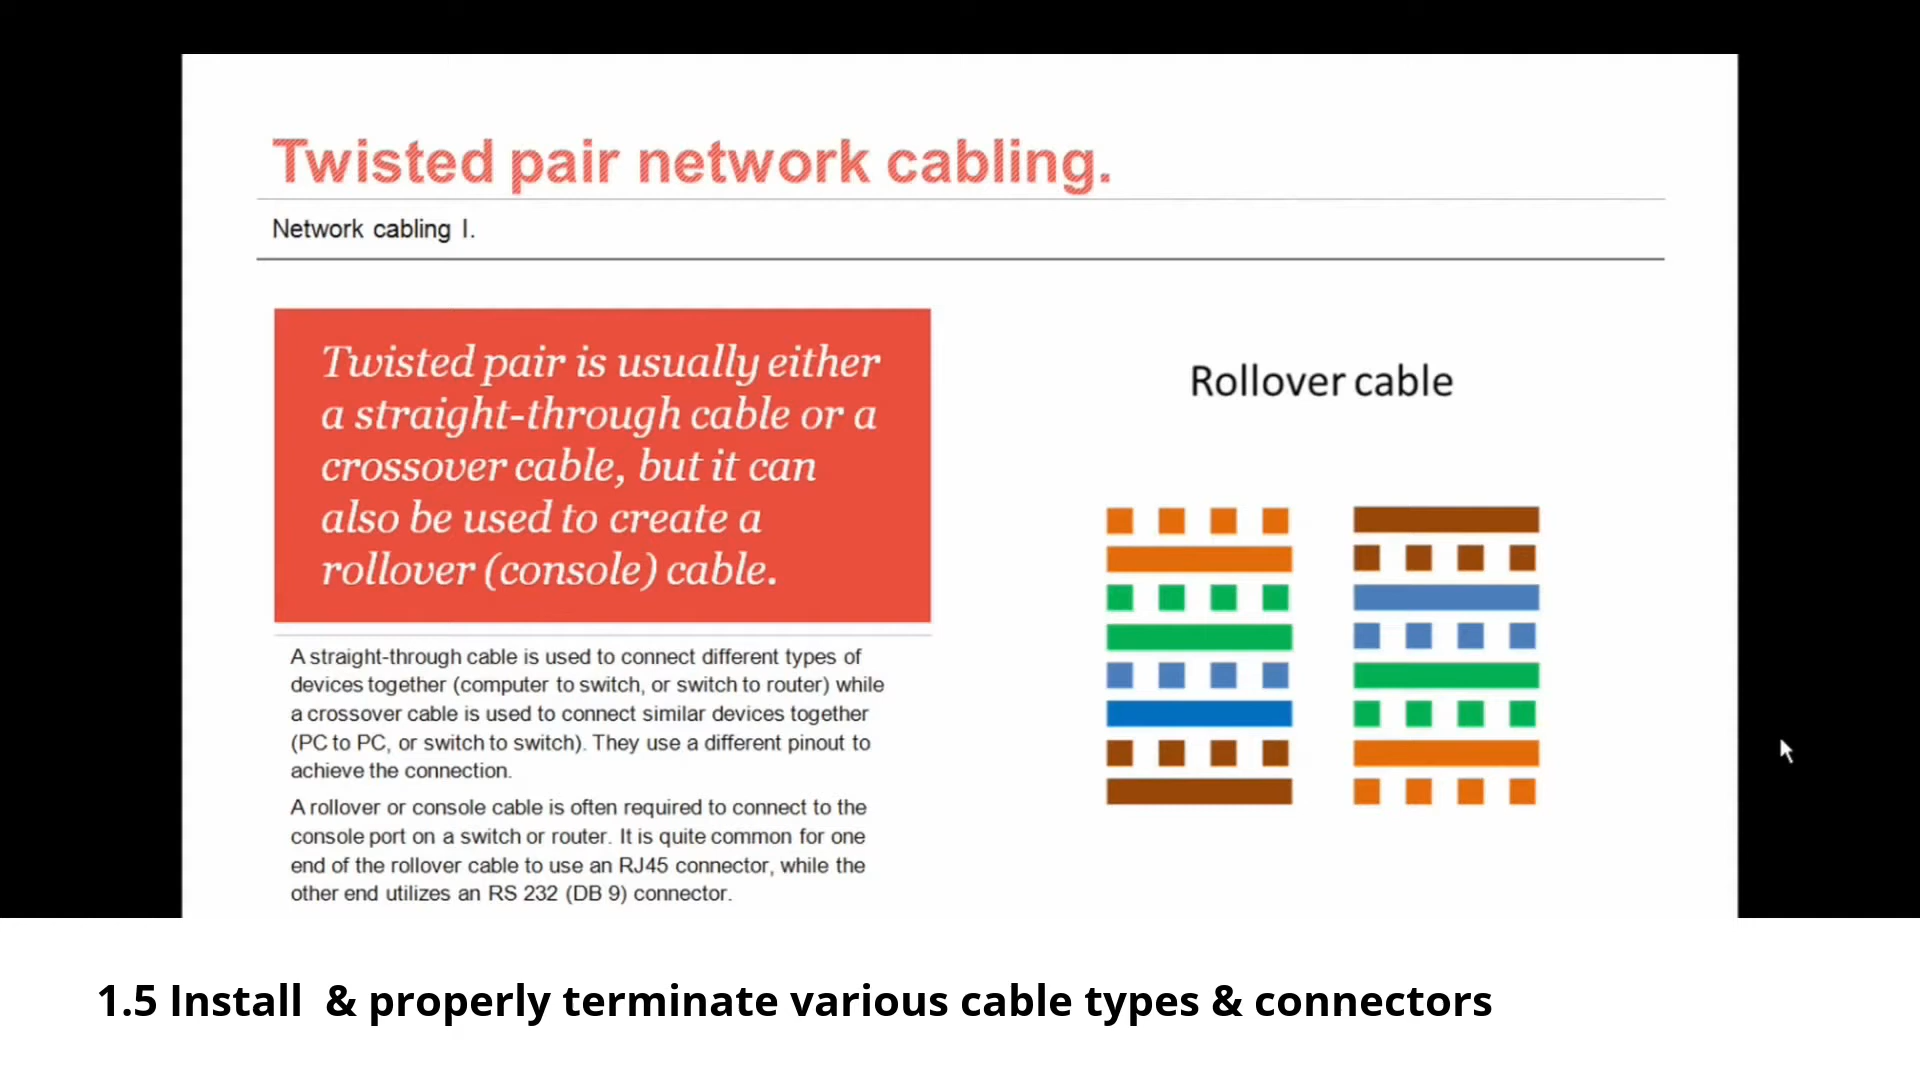 Twisted pair network cabling.
Network cabling I.
Twisted pair is usually either
a straight-through cable or a
crossover cable, but it can
also be used to create a
rollover (console) cable.
A straight-through cable is used to connect different types of
devices together (computer to switch, or switch to router) while
a crossover cable is used to connect similar devices together
(PC to PC, or switch to switch). They use a different pinout to
achieve the connection.
A rollover or console cable is often required to connect to the
console port on a switch or router. It is quite common for one
end of the rollover cable to use an RJ45 connector, while the
other end utilizes an RS 232 (DB 9) connector.
Rollover cable
1.5 Install & properly terminate various cable types & connectors